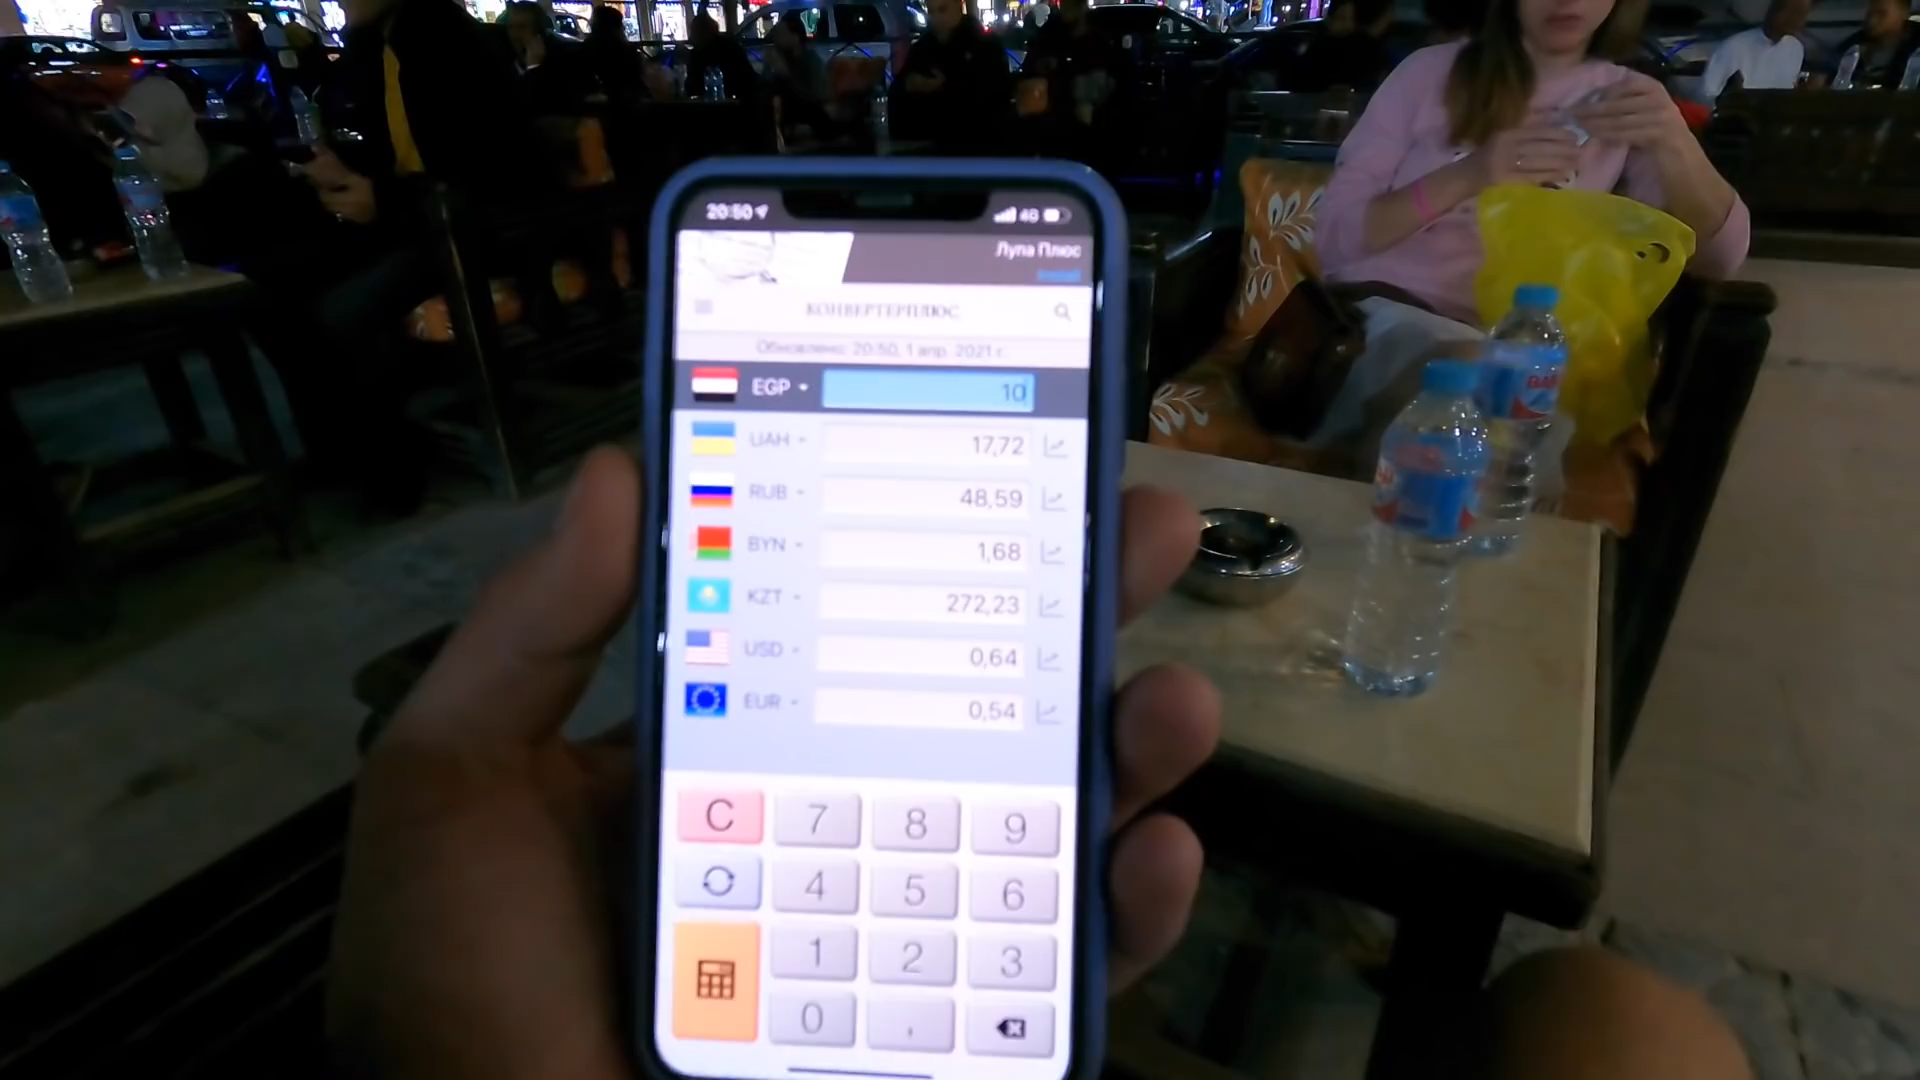 20:50 4G
Лупа Плюс
Install
КОНВЕРТЕРПЛЮС
Обновлено: 20:50, 1 апр. 2021 г.
EGP 10
UAH 17,72
RUB 48,59
BYN 1,68
KZT 272,23
USD 0,64
EUR 0,54
C 7 8 9
4 5 6
1 2 3
0 ,